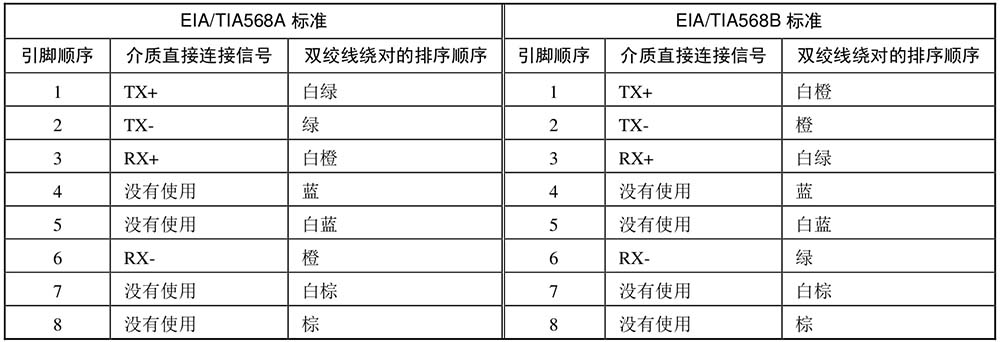 EIA/TIA568A 标准 EIA/TIA568B 标准
引脚顺序 介质直接连接信号 双绞线绕对的排序顺序 引脚顺序 介质直接连接信号 双绞线绕对的排序顺序
1 TX+ 白绿 1 TX+ 白橙
2 TX- 绿 2 TX- 橙
3 RX+ 白橙 3 RX+ 白绿
4 没有使用 蓝 4 没有使用 蓝
5 没有使用 白蓝 5 没有使用 白蓝
6 RX- 橙 6 RX- 绿
7 没有使用 白棕 7 没有使用 白棕
8 没有使用 棕 8 没有使用 棕